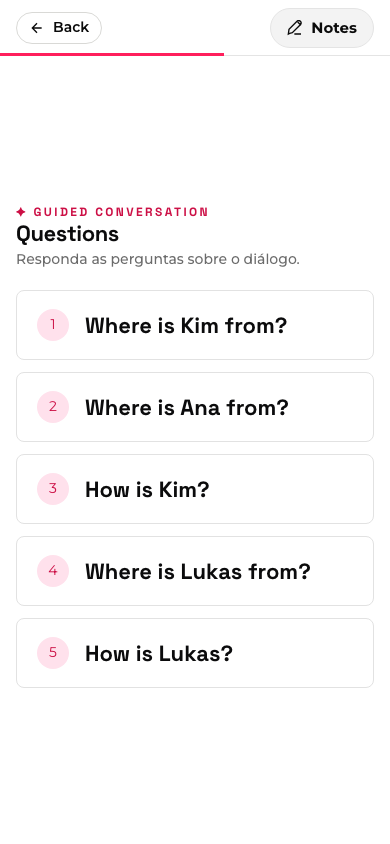 Back
Notes
GUIDED CONVERSATION
Questions
Responda as perguntas sobre o diálogo.
1 Where is Kim from?
2 Where is Ana from?
3 How is Kim?
4 Where is Lukas from?
5 How is Lukas?